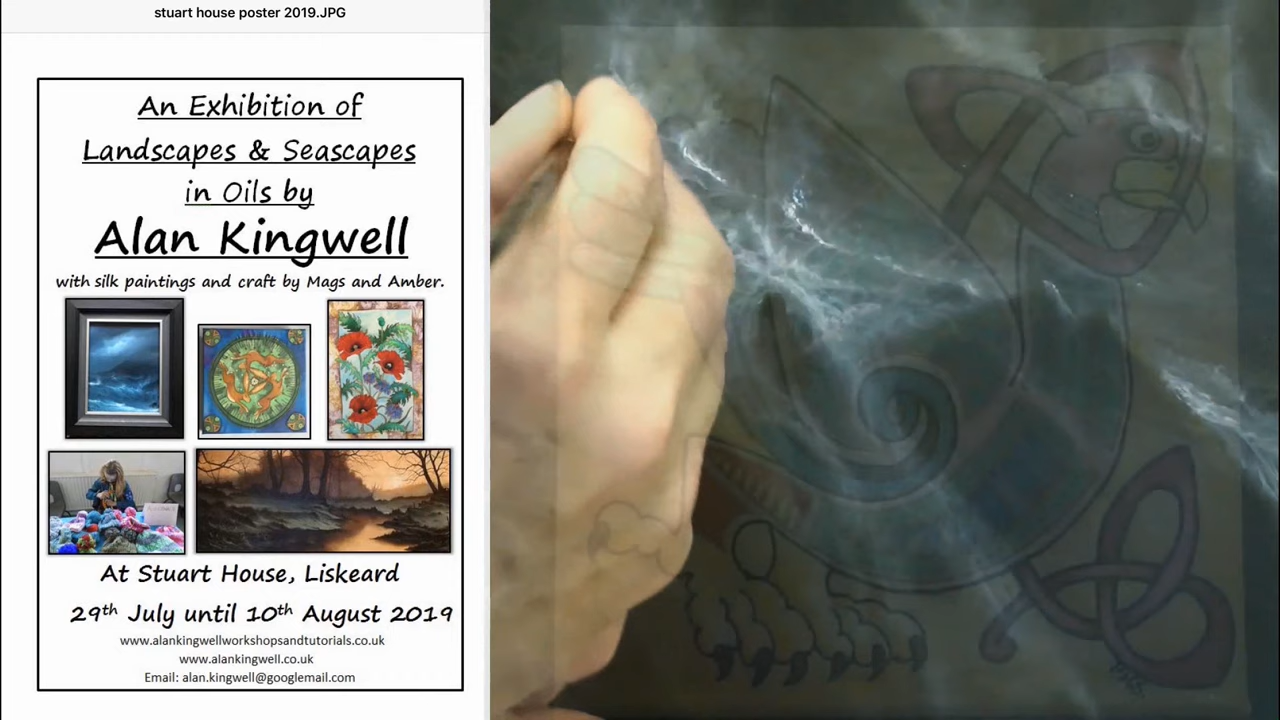 stuart house poster 2019.JPG
An Exhibition of
Landscapes & Seascapes
in Oils by
Alan Kingwell
with silk paintings and craft by Mags and Amber.
At Stuart House, Liskeard
29th July until 10th August 2019
www.alankingwellworkshopsandtutorials.co.uk
www.alankingwell.co.uk
Email: alan.kingwell@googlemail.com